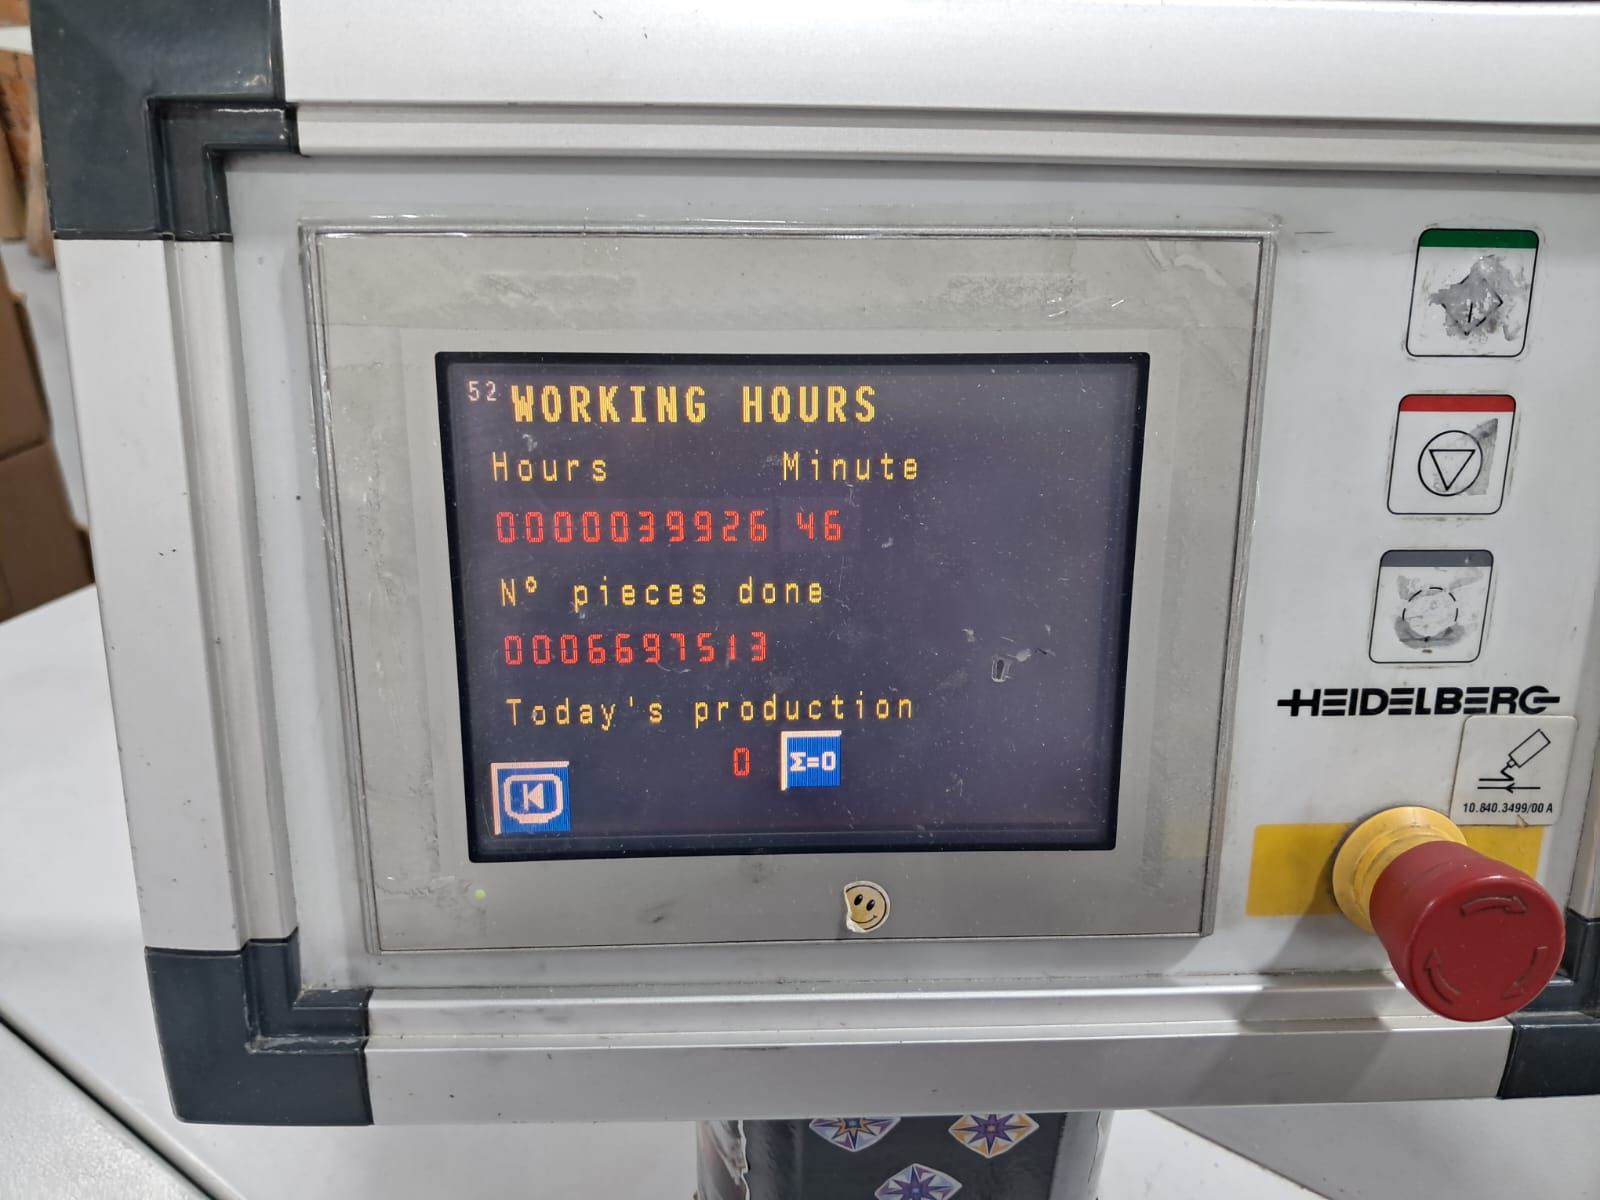 52 WORKING HOURS
Hours Minute
0000039926 46
Nº pieces done
0006697513
Today's production
0 Σ=0
K
HEIDELBERG
10.840.3499/00 A